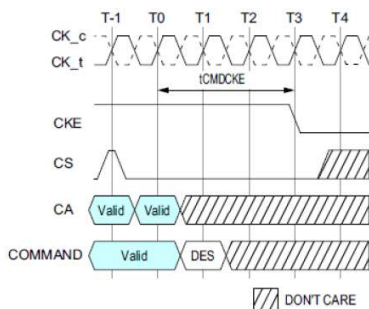 T-1 T0 T1 T2 T3 T4
CK_c
CK_t
tCMDCKE
CKE
CS
CA Valid Valid
COMMAND Valid DES
DON'T CARE